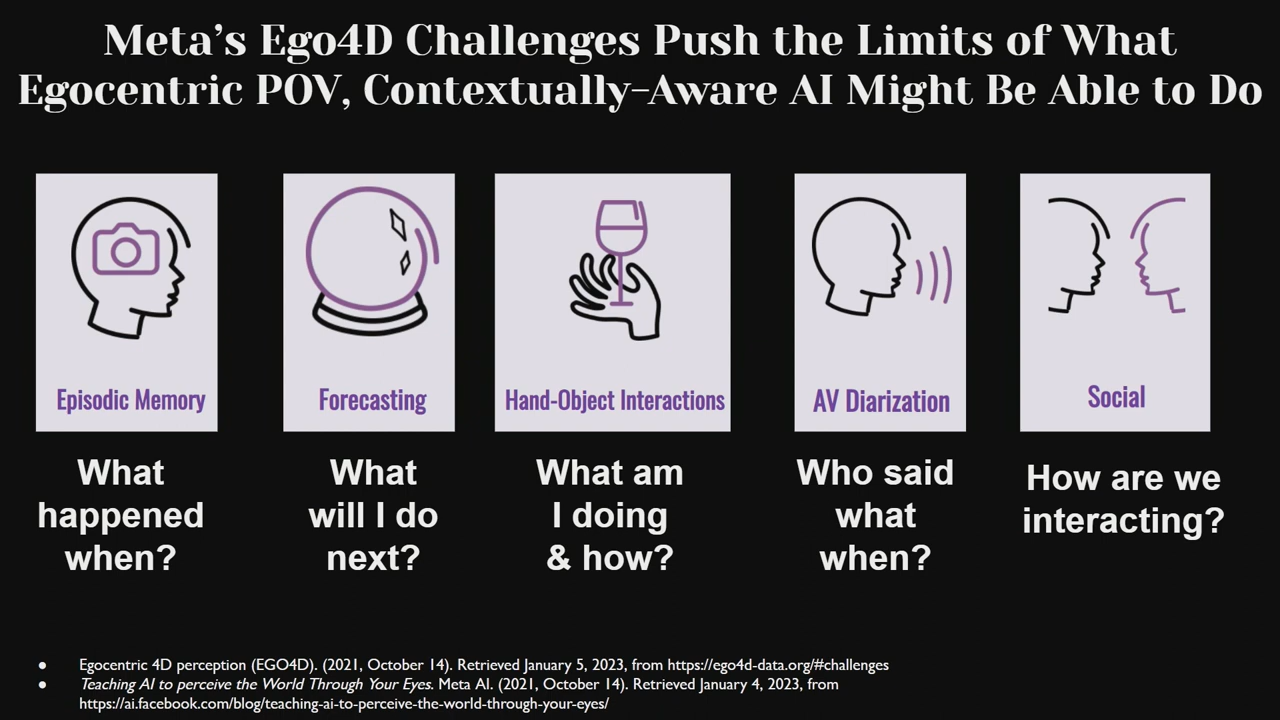 Meta's Ego4D Challenges Push the Limits of What
Egocentric POV, Contextually-Aware AI Might Be Able to Do
Episodic Memory
What
happened
when?
Forecasting
What
will I do
next?
Hand-Object Interactions
What am
I doing
& how?
AV Diarization
Who said
what
when?
Social
How are we
interacting?
● Egocentric 4D perception (EGO4D). (2021, October 14). Retrieved January 5, 2023, from https://ego4d-data.org/#challenges
● Teaching AI to perceive the World Through Your Eyes. Meta AI. (2021, October 14). Retrieved January 4, 2023, from
https://ai.facebook.com/blog/teaching-ai-to-perceive-the-world-through-your-eyes/